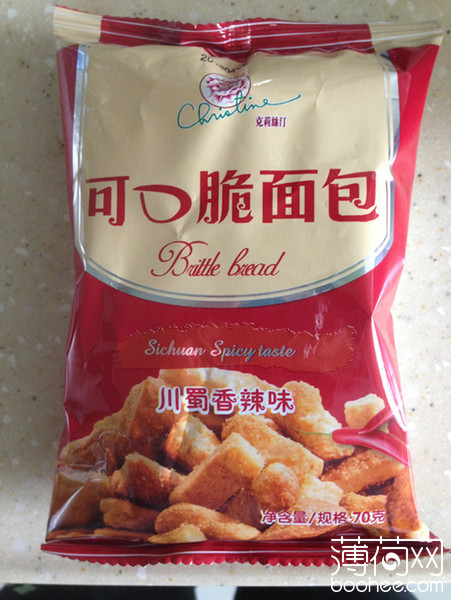 Christine
克莉絲汀
可口脆面包
Brittle bread
Sichuan Spicy taste
川蜀香辣味
净含量/规格:70克
薄荷网
boohee.com